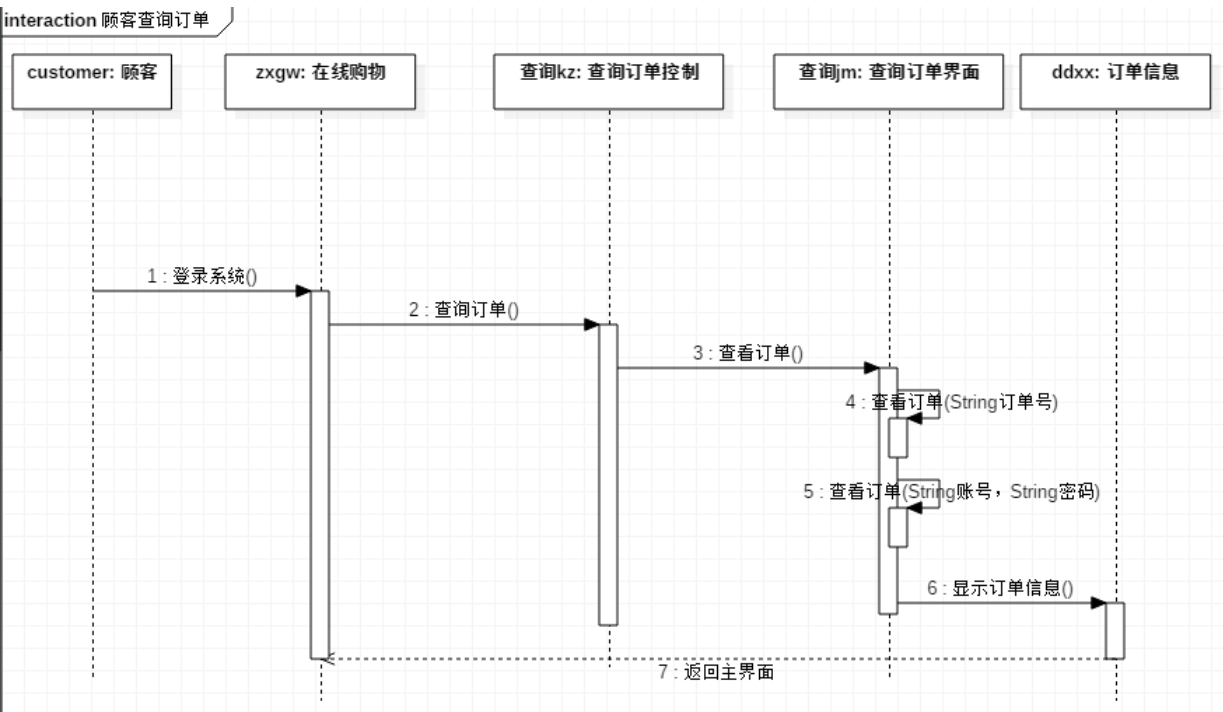 interaction 顾客查询订单
customer: 顾客
zxgw: 在线购物
查询kz: 查询订单控制
查询jm: 查询订单界面
ddxx: 订单信息
1 : 登录系统()
2 : 查询订单()
3 : 查看订单()
4 : 查看订单(String订单号)
5 : 查看订单(String账号，String密码)
6 : 显示订单信息()
7 : 返回主界面